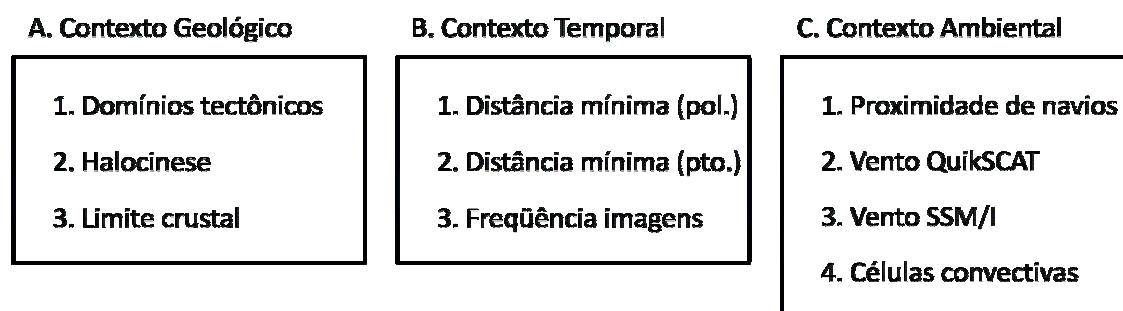 A. Contexto Geológico
1. Domínios tectônicos
2. Halocinese
3. Limite crustal
B. Contexto Temporal
1. Distância mínima (pol.)
2. Distância mínima (pto.)
3. Freqüência imagens
C. Contexto Ambiental
1. Proximidade de navios
2. Vento QuikSCAT
3. Vento SSM/I
4. Células convectivas